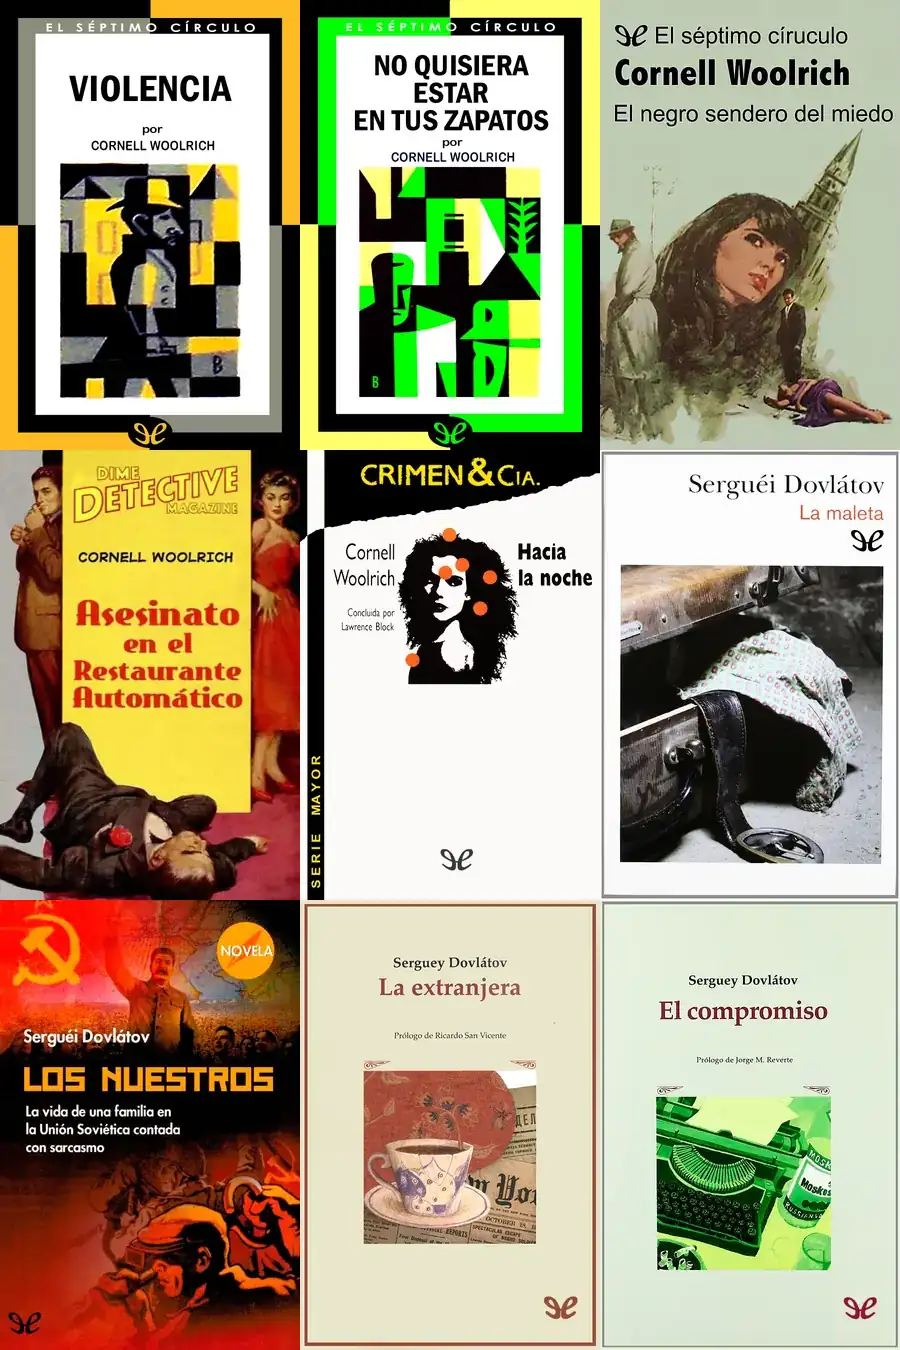 EL SÉPTIMO CÍRCULO
VIOLENCIA
por
CORNELL WOOLRICH
B
EL SÉPTIMO CÍRCULO
NO QUISIERA
ESTAR
EN TUS ZAPATOS
por
CORNELL WOOLRICH
B
El séptimo círuculo
Cornell Woolrich
El negro sendero del miedo
DIME
DETECTIVE
MAGAZINE
CORNELL WOOLRICH
Asesinato
en el
Restaurante
Automático
CRIMEN & CIA.
Cornell
Woolrich
Concluida por
Lawrence Block
Hacia
la noche
SERIE MAYOR
Serguéi Dovlátov
La maleta
NOVELA
Serguéi Dovlátov
LOS NUESTROS
La vida de una familia en
la Unión Soviética contada
con sarcasmo
Serguey Dovlátov
La extranjera
Prólogo de Ricardo San Vicente
Serguey Dovlátov
El compromiso
Prólogo de Jorge M. Reverte